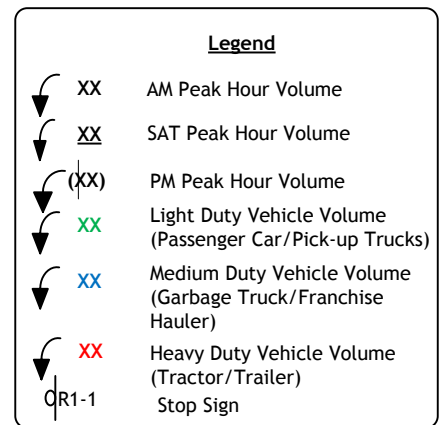 Legend
XX AM Peak Hour Volume
XX SAT Peak Hour Volume
(XX) PM Peak Hour Volume
XX Light Duty Vehicle Volume
(Passenger Car/Pick-up Trucks)
XX Medium Duty Vehicle Volume
(Garbage Truck/Franchise
Hauler)
XX Heavy Duty Vehicle Volume
(Tractor/Trailer)
R1-1 Stop Sign